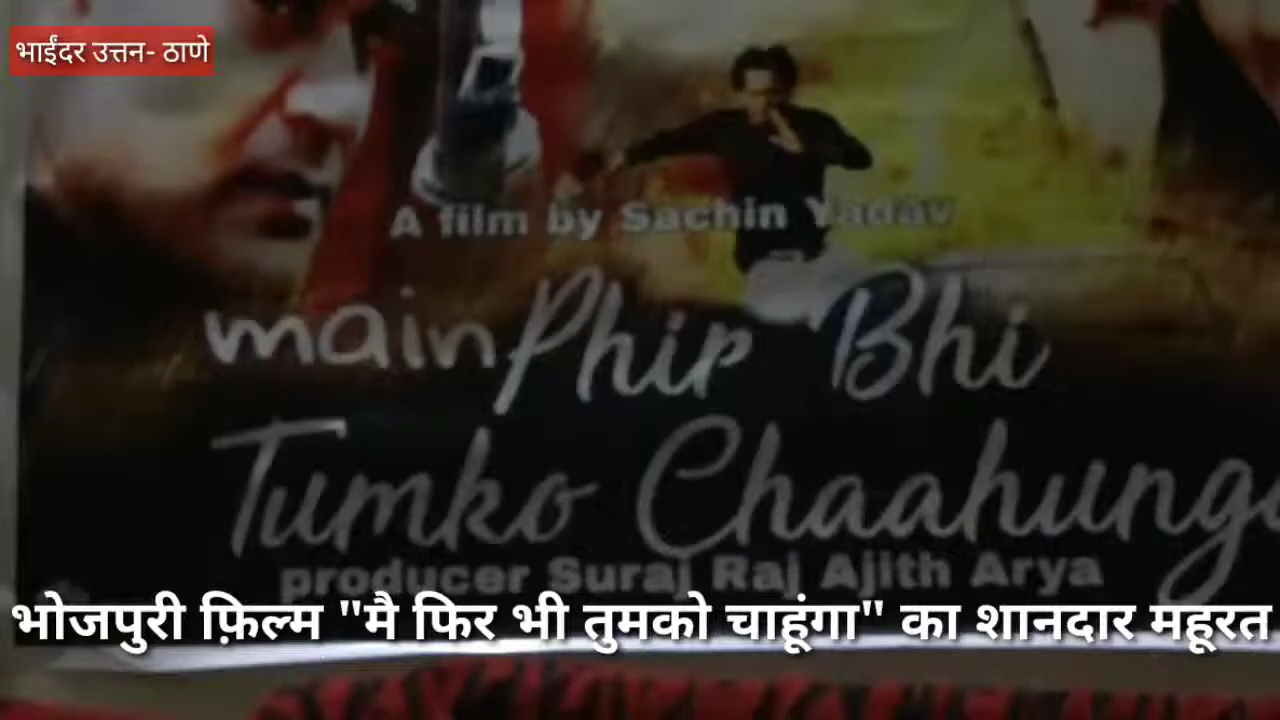 भाईंदर उत्तन- ठाणे
A film by Sachin Yadav
main Phir Bhi
Tumko Chaahunga
producer Suraj Raj Ajith Arya
भोजपुरी फ़िल्म "मै फिर भी तुमको चाहूंगा" का शानदार महूरत